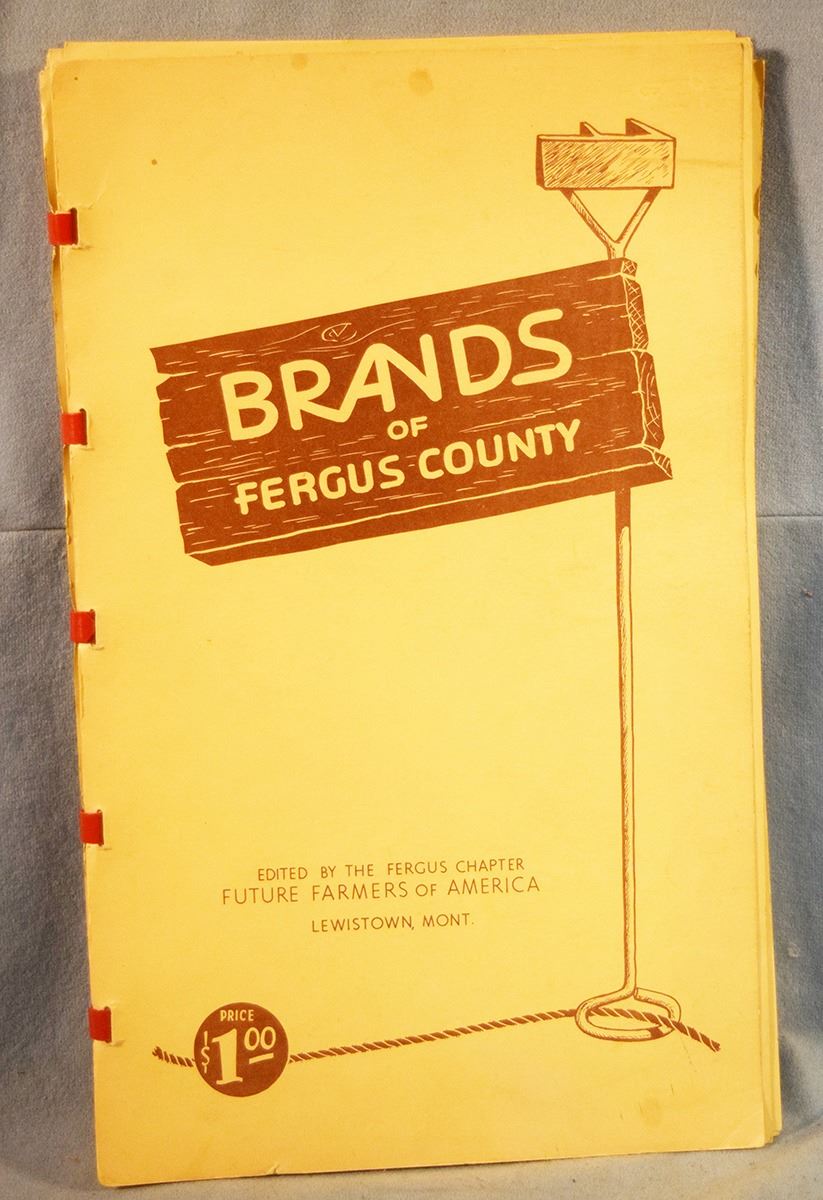 BRANDS
OF
FERGUS COUNTY
EDITED BY THE FERGUS CHAPTER
FUTURE FARMERS OF AMERICA
LEWISTOWN, MONT.
PRICE
$1.00